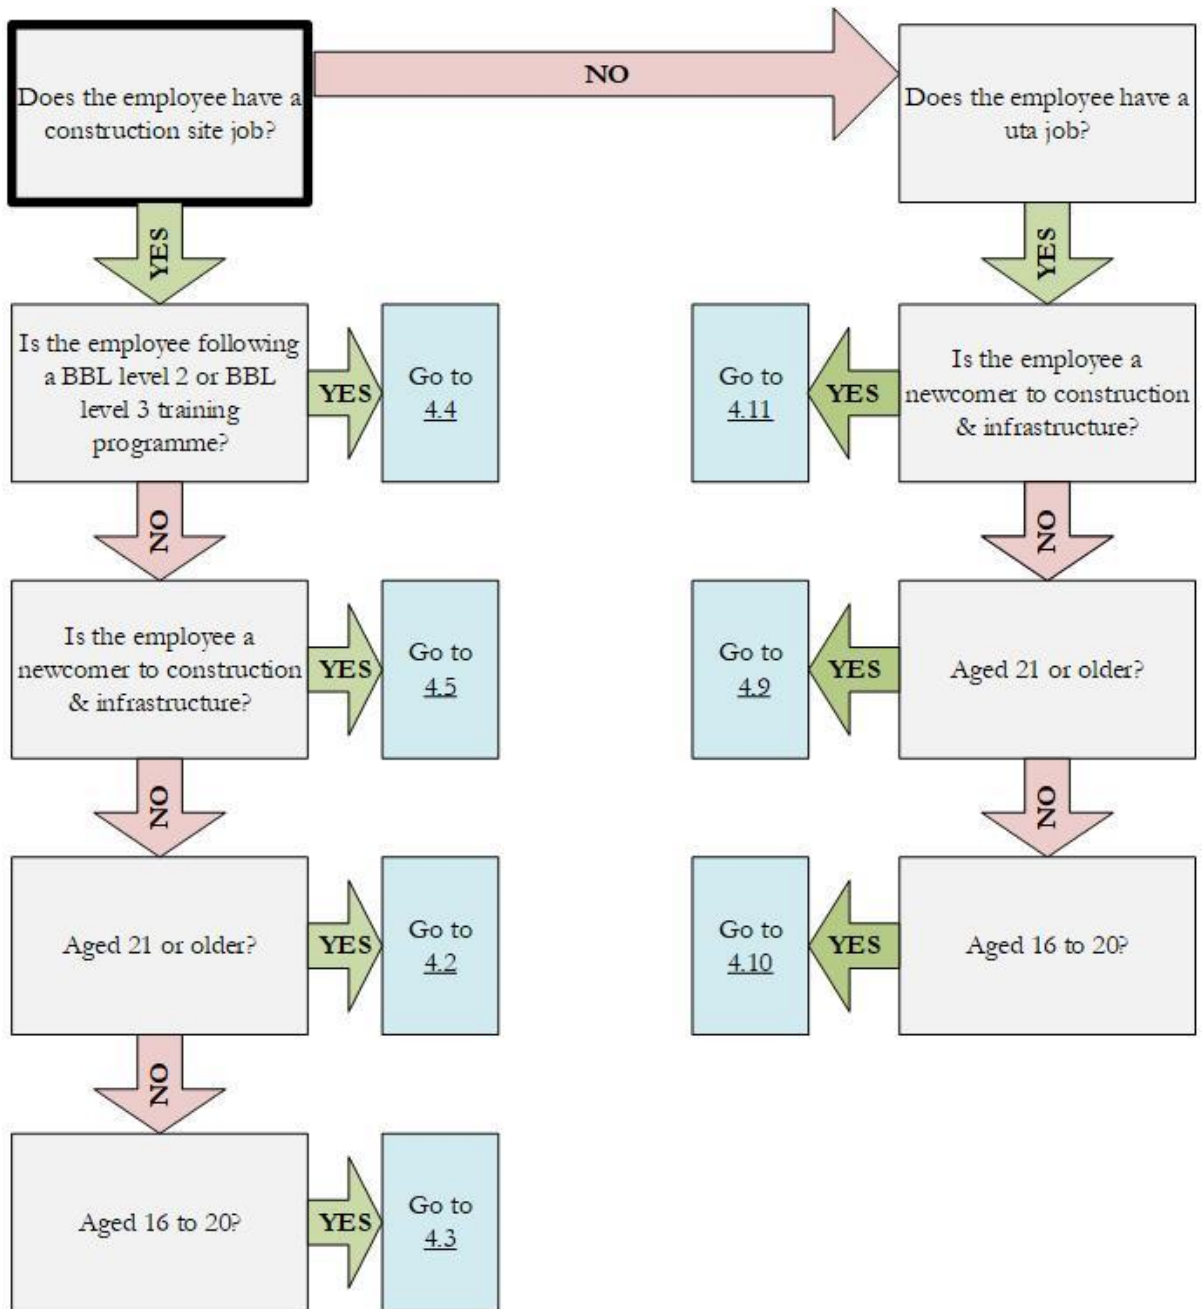 Does the employee have a
construction site job?
NO
Does the employee have a
uta job?
YES
YES
Is the employee following
a BBL level 2 or BBL
level 3 training
programme?
YES
Go to
4.4
Go to
4.11
YES
Is the employee a
newcomer to construction
& infrastructure?
NO
NO
Is the employee a
newcomer to construction
& infrastructure?
YES
Go to
4.5
Go to
4.9
YES
Aged 21 or older?
NO
NO
Aged 21 or older?
YES
Go to
4.2
Go to
4.10
YES
Aged 16 to 20?
NO
Aged 16 to 20?
YES
Go to
4.3